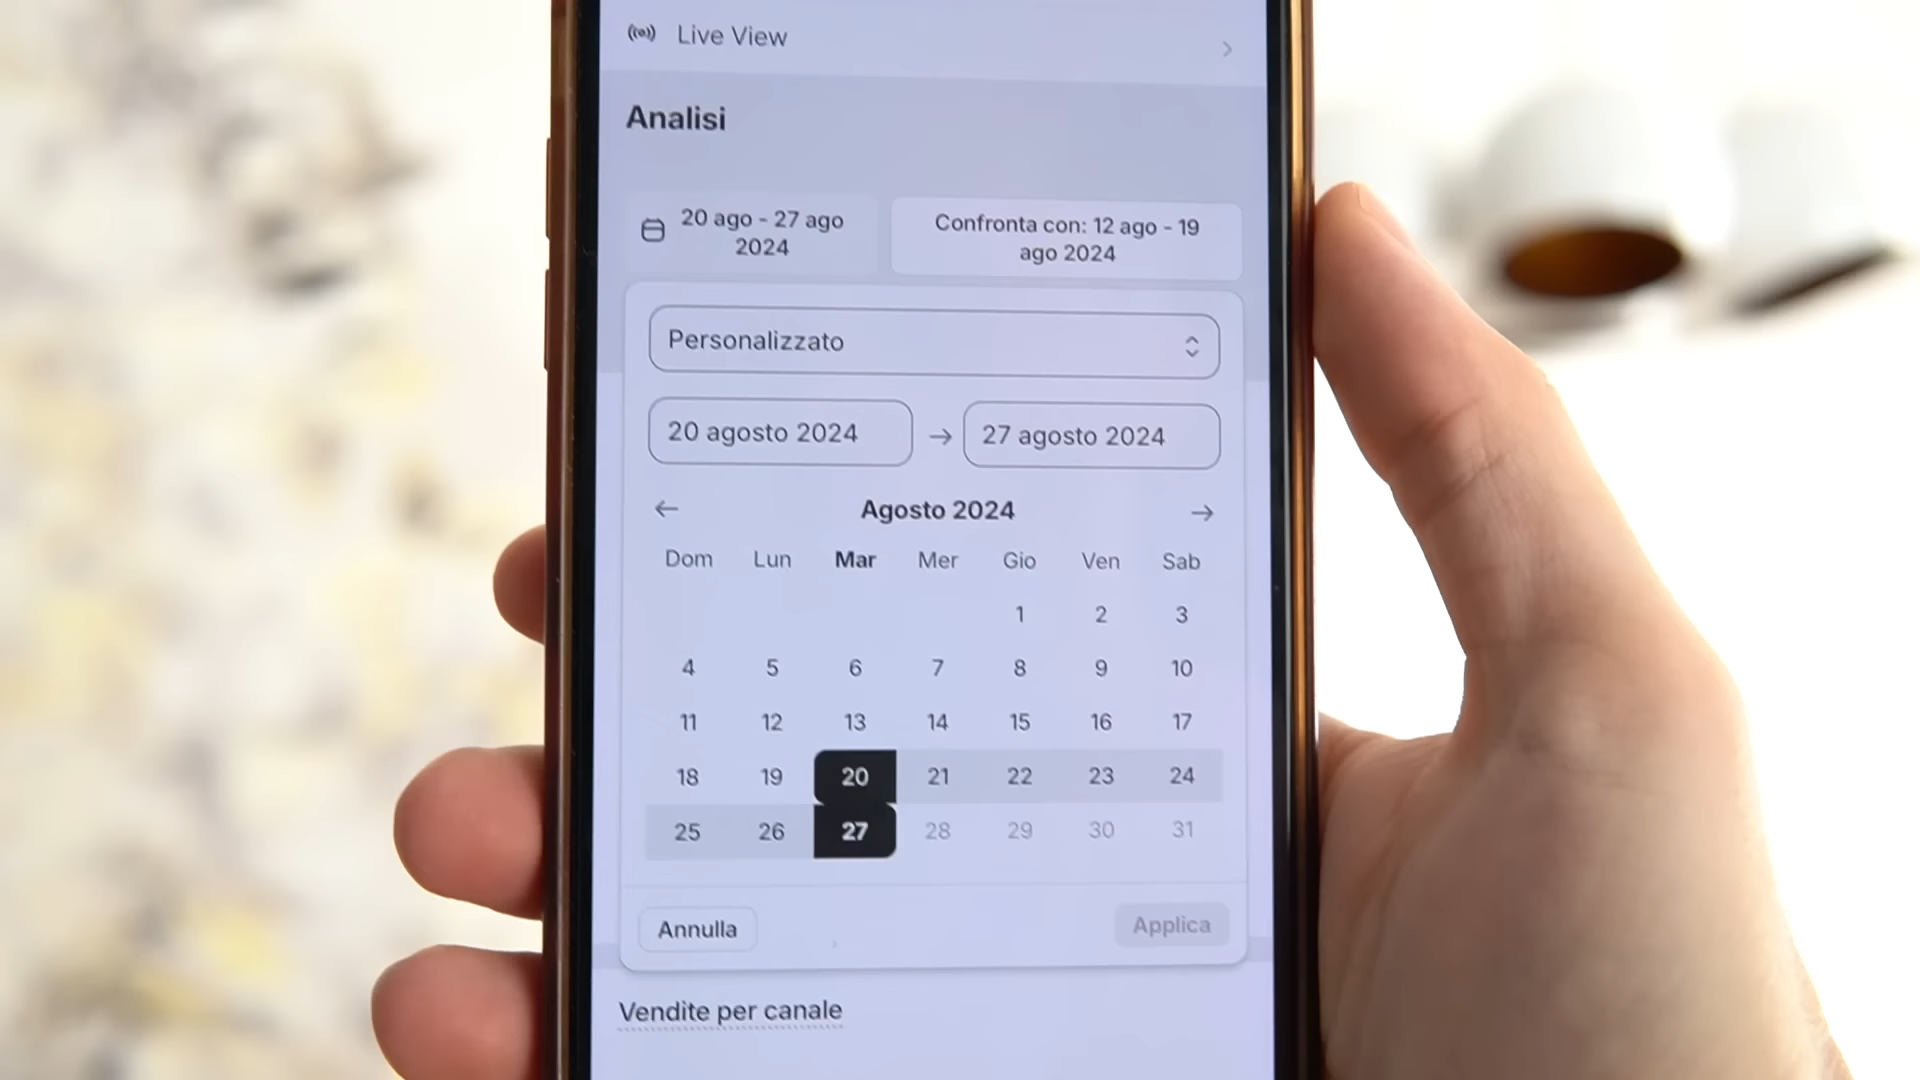 Live View
Analisi
20 ago - 27 ago
2024
Confronta con: 12 ago - 19
ago 2024
Personalizzato
20 agosto 2024 → 27 agosto 2024
← Agosto 2024 →
Dom Lun Mar Mer Gio Ven Sab
1 2 3
4 5 6 7 8 9 10
11 12 13 14 15 16 17
18 19 20 21 22 23 24
25 26 27 28 29 30 31
Annulla Applica
Vendite per canale